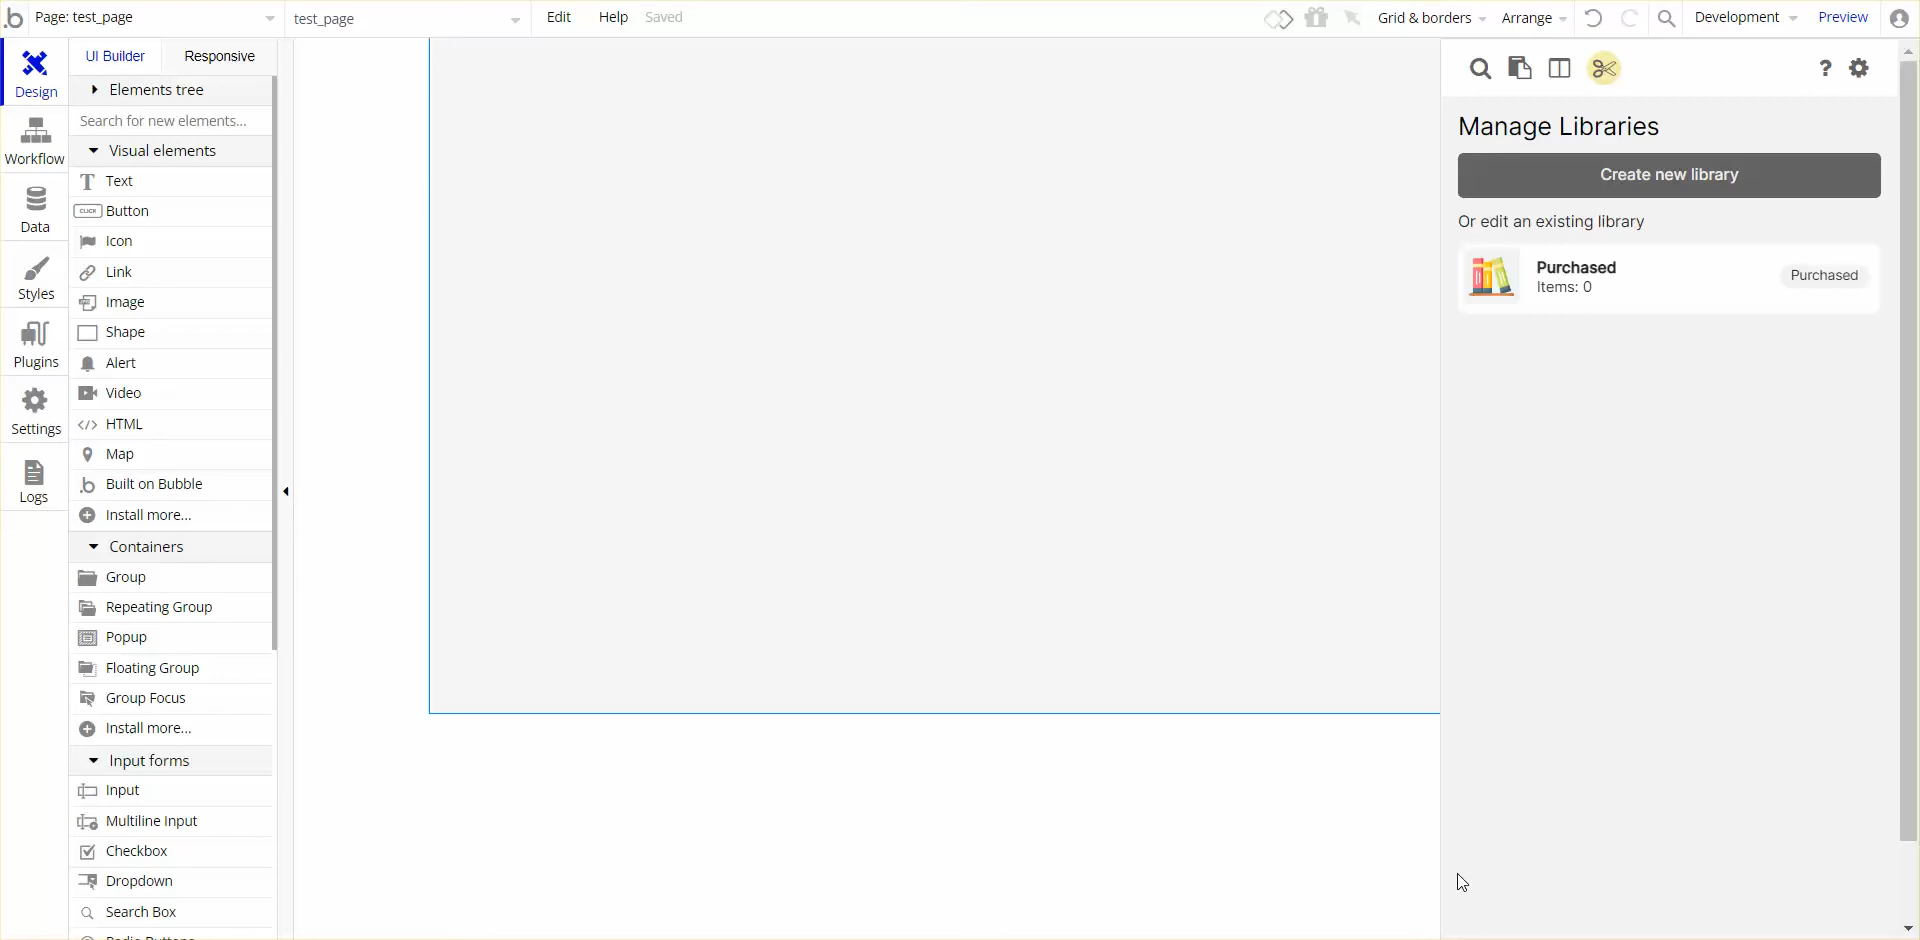 Page: test_page
test_page
Edit
Help
Saved
Grid & borders
Arrange
Development
Preview
Design
Workflow
Data
Styles
Plugins
Settings
Logs
UI Builder
Responsive
Elements tree
Search for new elements...
Visual elements
Text
CLICK
Button
Icon
Link
Image
Shape
Alert
Video
HTML
Map
Built on Bubble
Install more...
Containers
Group
Repeating Group
Popup
Floating Group
Group Focus
Install more...
Input forms
Input
Multiline Input
Checkbox
Dropdown
Search Box
Manage Libraries
Create new library
Or edit an existing library
Purchased
Items: 0
Purchased